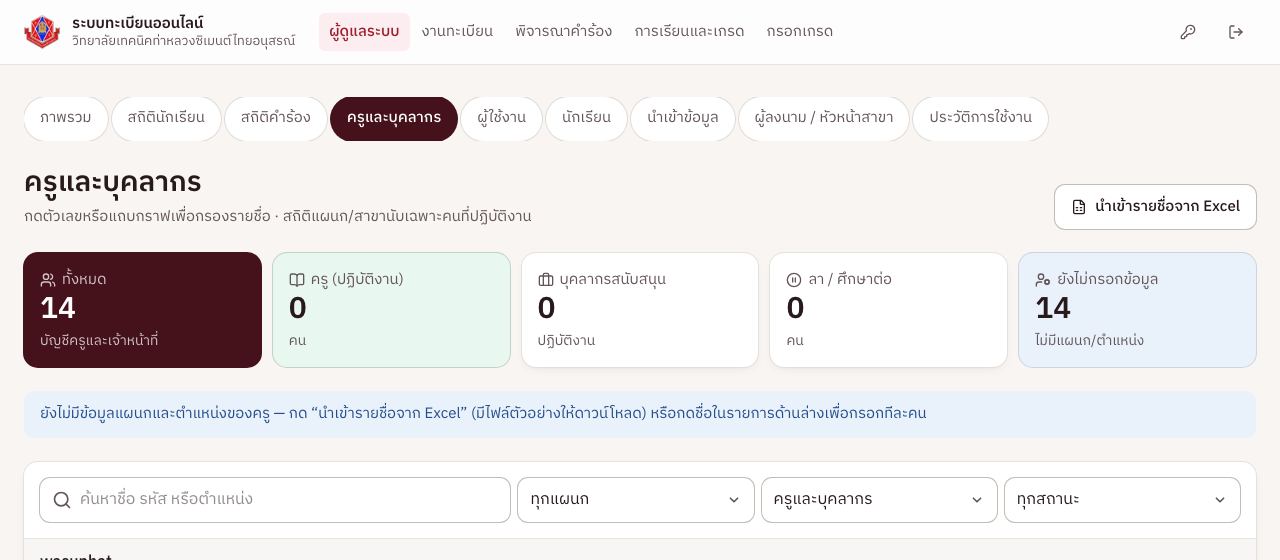 ระบบทะเบียนออนไลน์
วิทยาลัยเทคนิคท่าหลวงซิเมนต์ไทยอนุสรณ์
ผู้ดูแลระบบ งานทะเบียน พิจารณาคำร้อง การเรียนและเกรด กรอกเกรด
ภาพรวม สถิตินักเรียน สถิติคำร้อง ครูและบุคลากร ผู้ใช้งาน นักเรียน นำเข้าข้อมูล ผู้ลงนาม / หัวหน้าสาขา ประวัติการใช้งาน
ครูและบุคลากร
กดตัวเลขหรือแถบกราฟเพื่อกรองรายชื่อ · สถิติแผนก/สาขานับเฉพาะคนที่ปฏิบัติงาน
นำเข้ารายชื่อจาก Excel
ทั้งหมด
14
บัญชีครูและเจ้าหน้าที่
ครู (ปฏิบัติงาน)
0
คน
บุคลากรสนับสนุน
0
ปฏิบัติงาน
ลา / ศึกษาต่อ
0
คน
ยังไม่กรอกข้อมูล
14
ไม่มีแผนก/ตำแหน่ง
ยังไม่มีข้อมูลแผนกและตำแหน่งของครู — กด “นำเข้ารายชื่อจาก Excel” (มีไฟล์ตัวอย่างให้ดาวน์โหลด) หรือกดชื่อในรายการด้านล่างเพื่อกรอกทีละคน
ค้นหาชื่อ รหัส หรือตำแหน่ง ทุกแผนก ครูและบุคลากร ทุกสถานะ